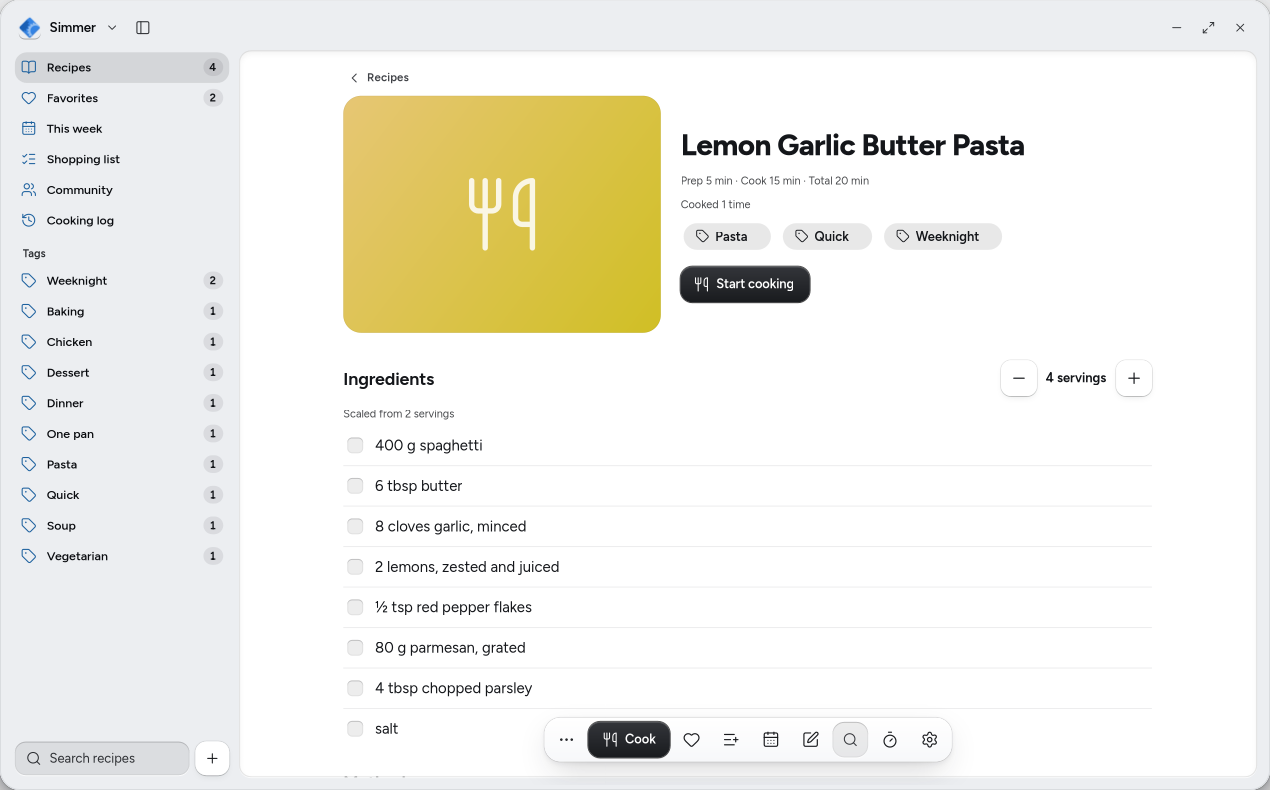 Simmer
Recipes 4
Favorites 2
This week
Shopping list
Community
Cooking log
Tags
Weeknight 2
Baking 1
Chicken 1
Dessert 1
Dinner 1
One pan 1
Pasta 1
Quick 1
Soup 1
Vegetarian 1
Search recipes
Recipes
Lemon Garlic Butter Pasta
Prep 5 min · Cook 15 min · Total 20 min
Cooked 1 time
Pasta Quick Weeknight
Start cooking
Ingredients
4 servings
Scaled from 2 servings
400 g spaghetti
6 tbsp butter
8 cloves garlic, minced
2 lemons, zested and juiced
½ tsp red pepper flakes
80 g parmesan, grated
4 tbsp chopped parsley
salt
Cook